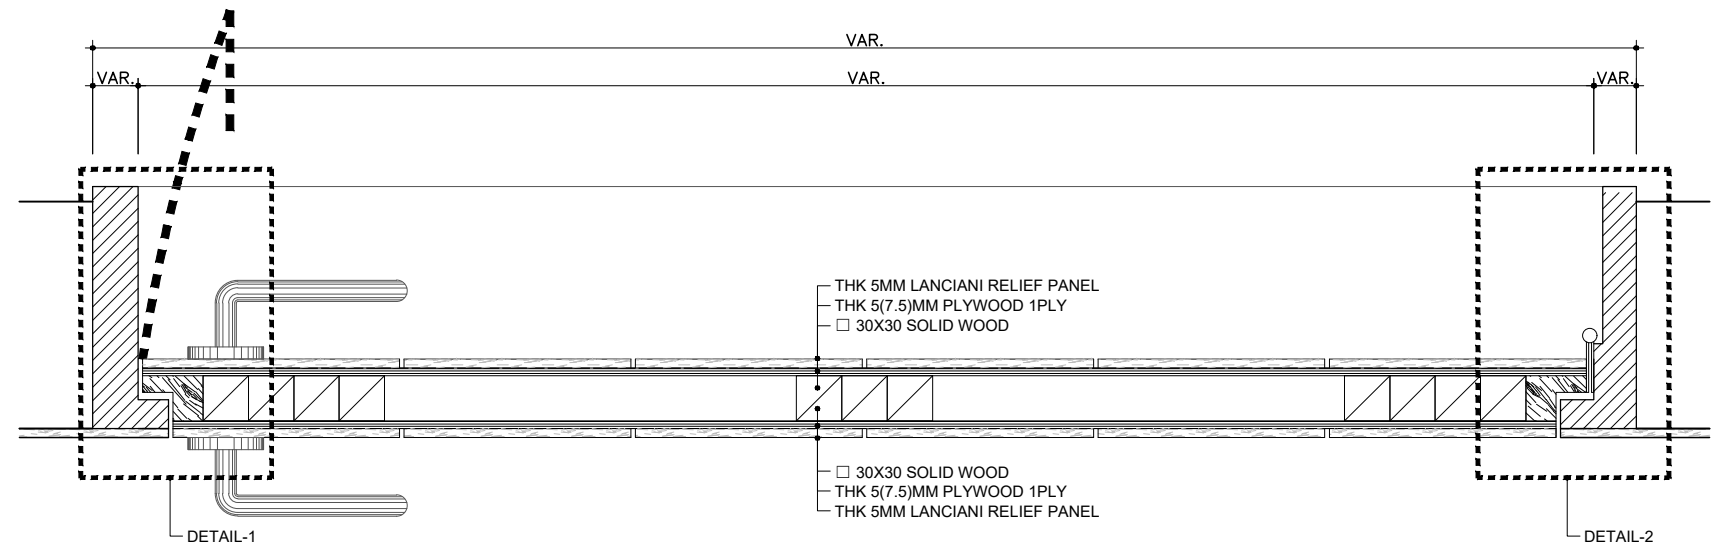 VAR.
VAR. VAR. VAR.
THK 5MM LANCIANI RELIEF PANEL
THK 5(7.5)MM PLYWOOD 1PLY
□ 30X30 SOLID WOOD
□ 30X30 SOLID WOOD
THK 5(7.5)MM PLYWOOD 1PLY
THK 5MM LANCIANI RELIEF PANEL
DETAIL-1 DETAIL-2